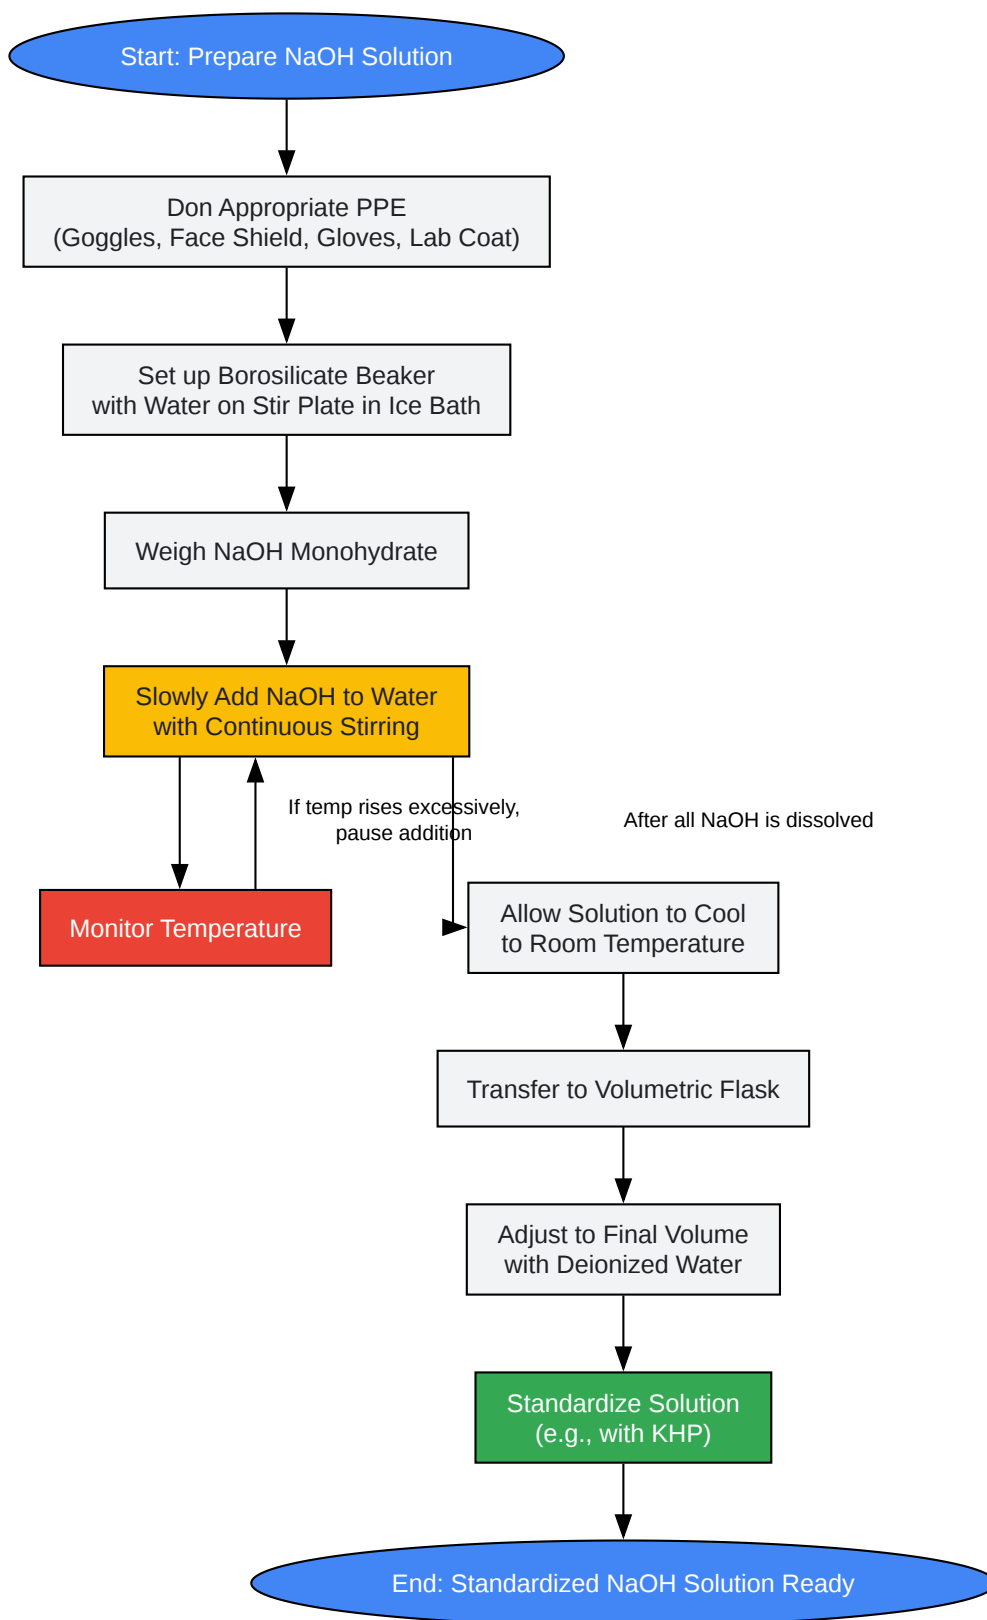 Start: Prepare NaOH Solution
Don Appropriate PPE
(Goggles, Face Shield, Gloves, Lab Coat)
Set up Borosilicate Beaker
with Water on Stir Plate in Ice Bath
Weigh NaOH Monohydrate
Slowly Add NaOH to Water
with Continuous Stirring
If temp rises excessively,
pause addition
After all NaOH is dissolved
Monitor Temperature
Allow Solution to Cool
to Room Temperature
Transfer to Volumetric Flask
Adjust to Final Volume
with Deionized Water
Standardize Solution
(e.g., with KHP)
End: Standardized NaOH Solution Ready